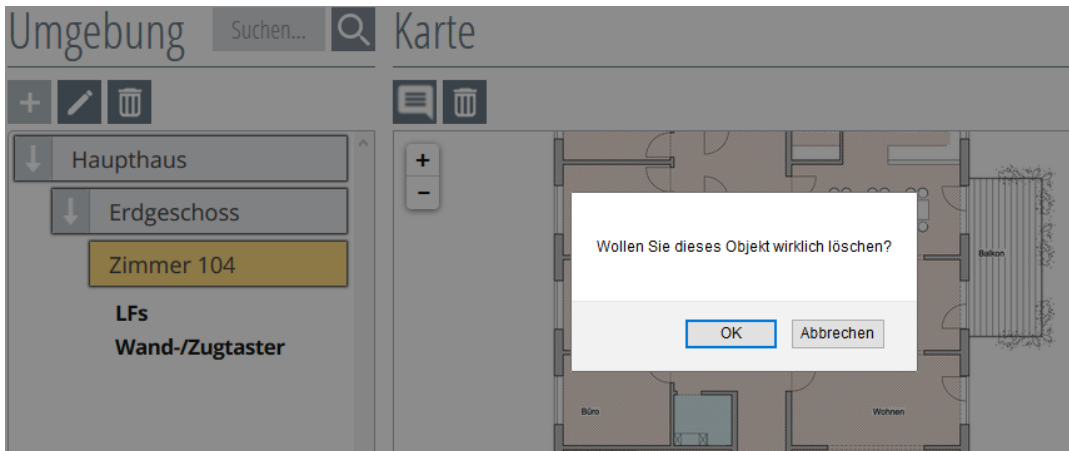 Umgebung
Suchen...
Karte
Haupthaus
Erdgeschoss
Zimmer 104
LFs
Wand-/Zugtaster
+
−
Wollen Sie dieses Objekt wirklich löschen?
OK
Abbrechen
Balkon
Büro
Wohnen